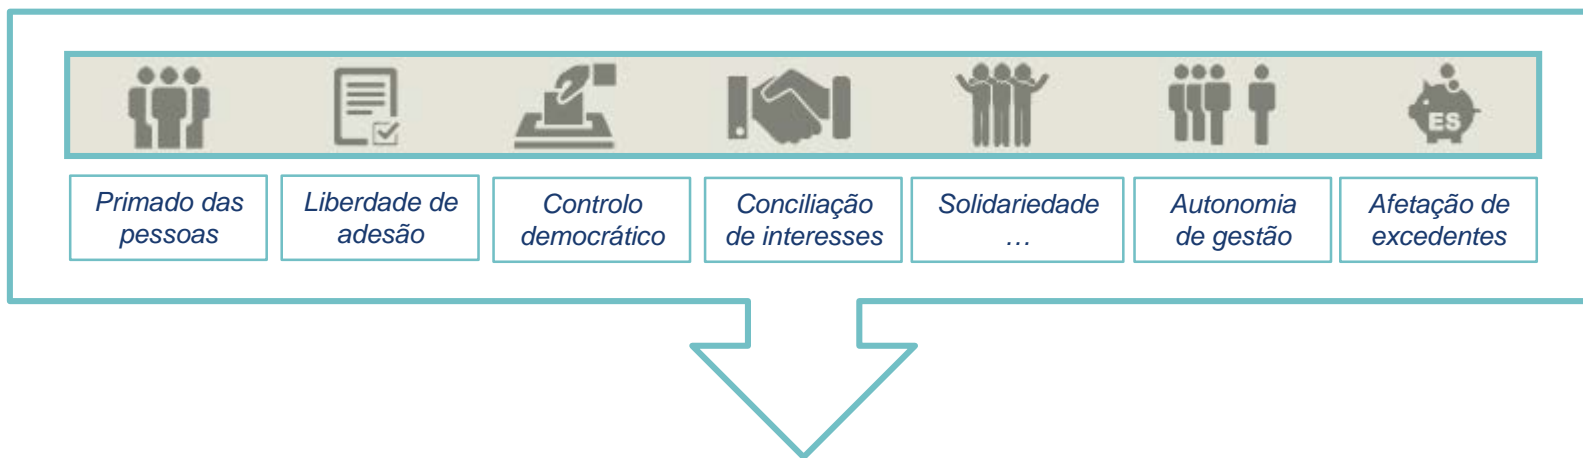 ES
Primado das
pessoas
Liberdade de
adesão
Controlo
democrático
Conciliação
de interesses
Solidariedade
…
Autonomia
de gestão
Afetação de
excedentes